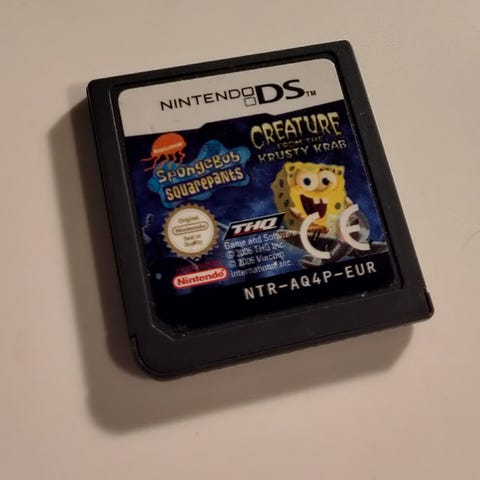 NINTENDO DS™
CREATURE
FROM THE
KRUSTY KRAB
NICKELODEON
SpongeBob
SquarePants
Original
Nintendo
Seal of
Quality
THQ
Game and Software
© 2006 THQ Inc.
© 2006 Viacom
International Inc.
CE
Nintendo
NTR-AQ4P-EUR